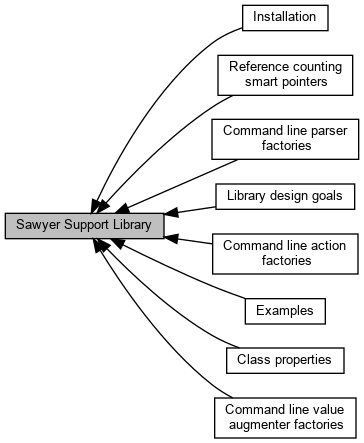 Installation
Reference counting
smart pointers
Command line parser
factories
Library design goals
Sawyer Support Library
Command line action
factories
Examples
Class properties
Command line value
augmenter factories